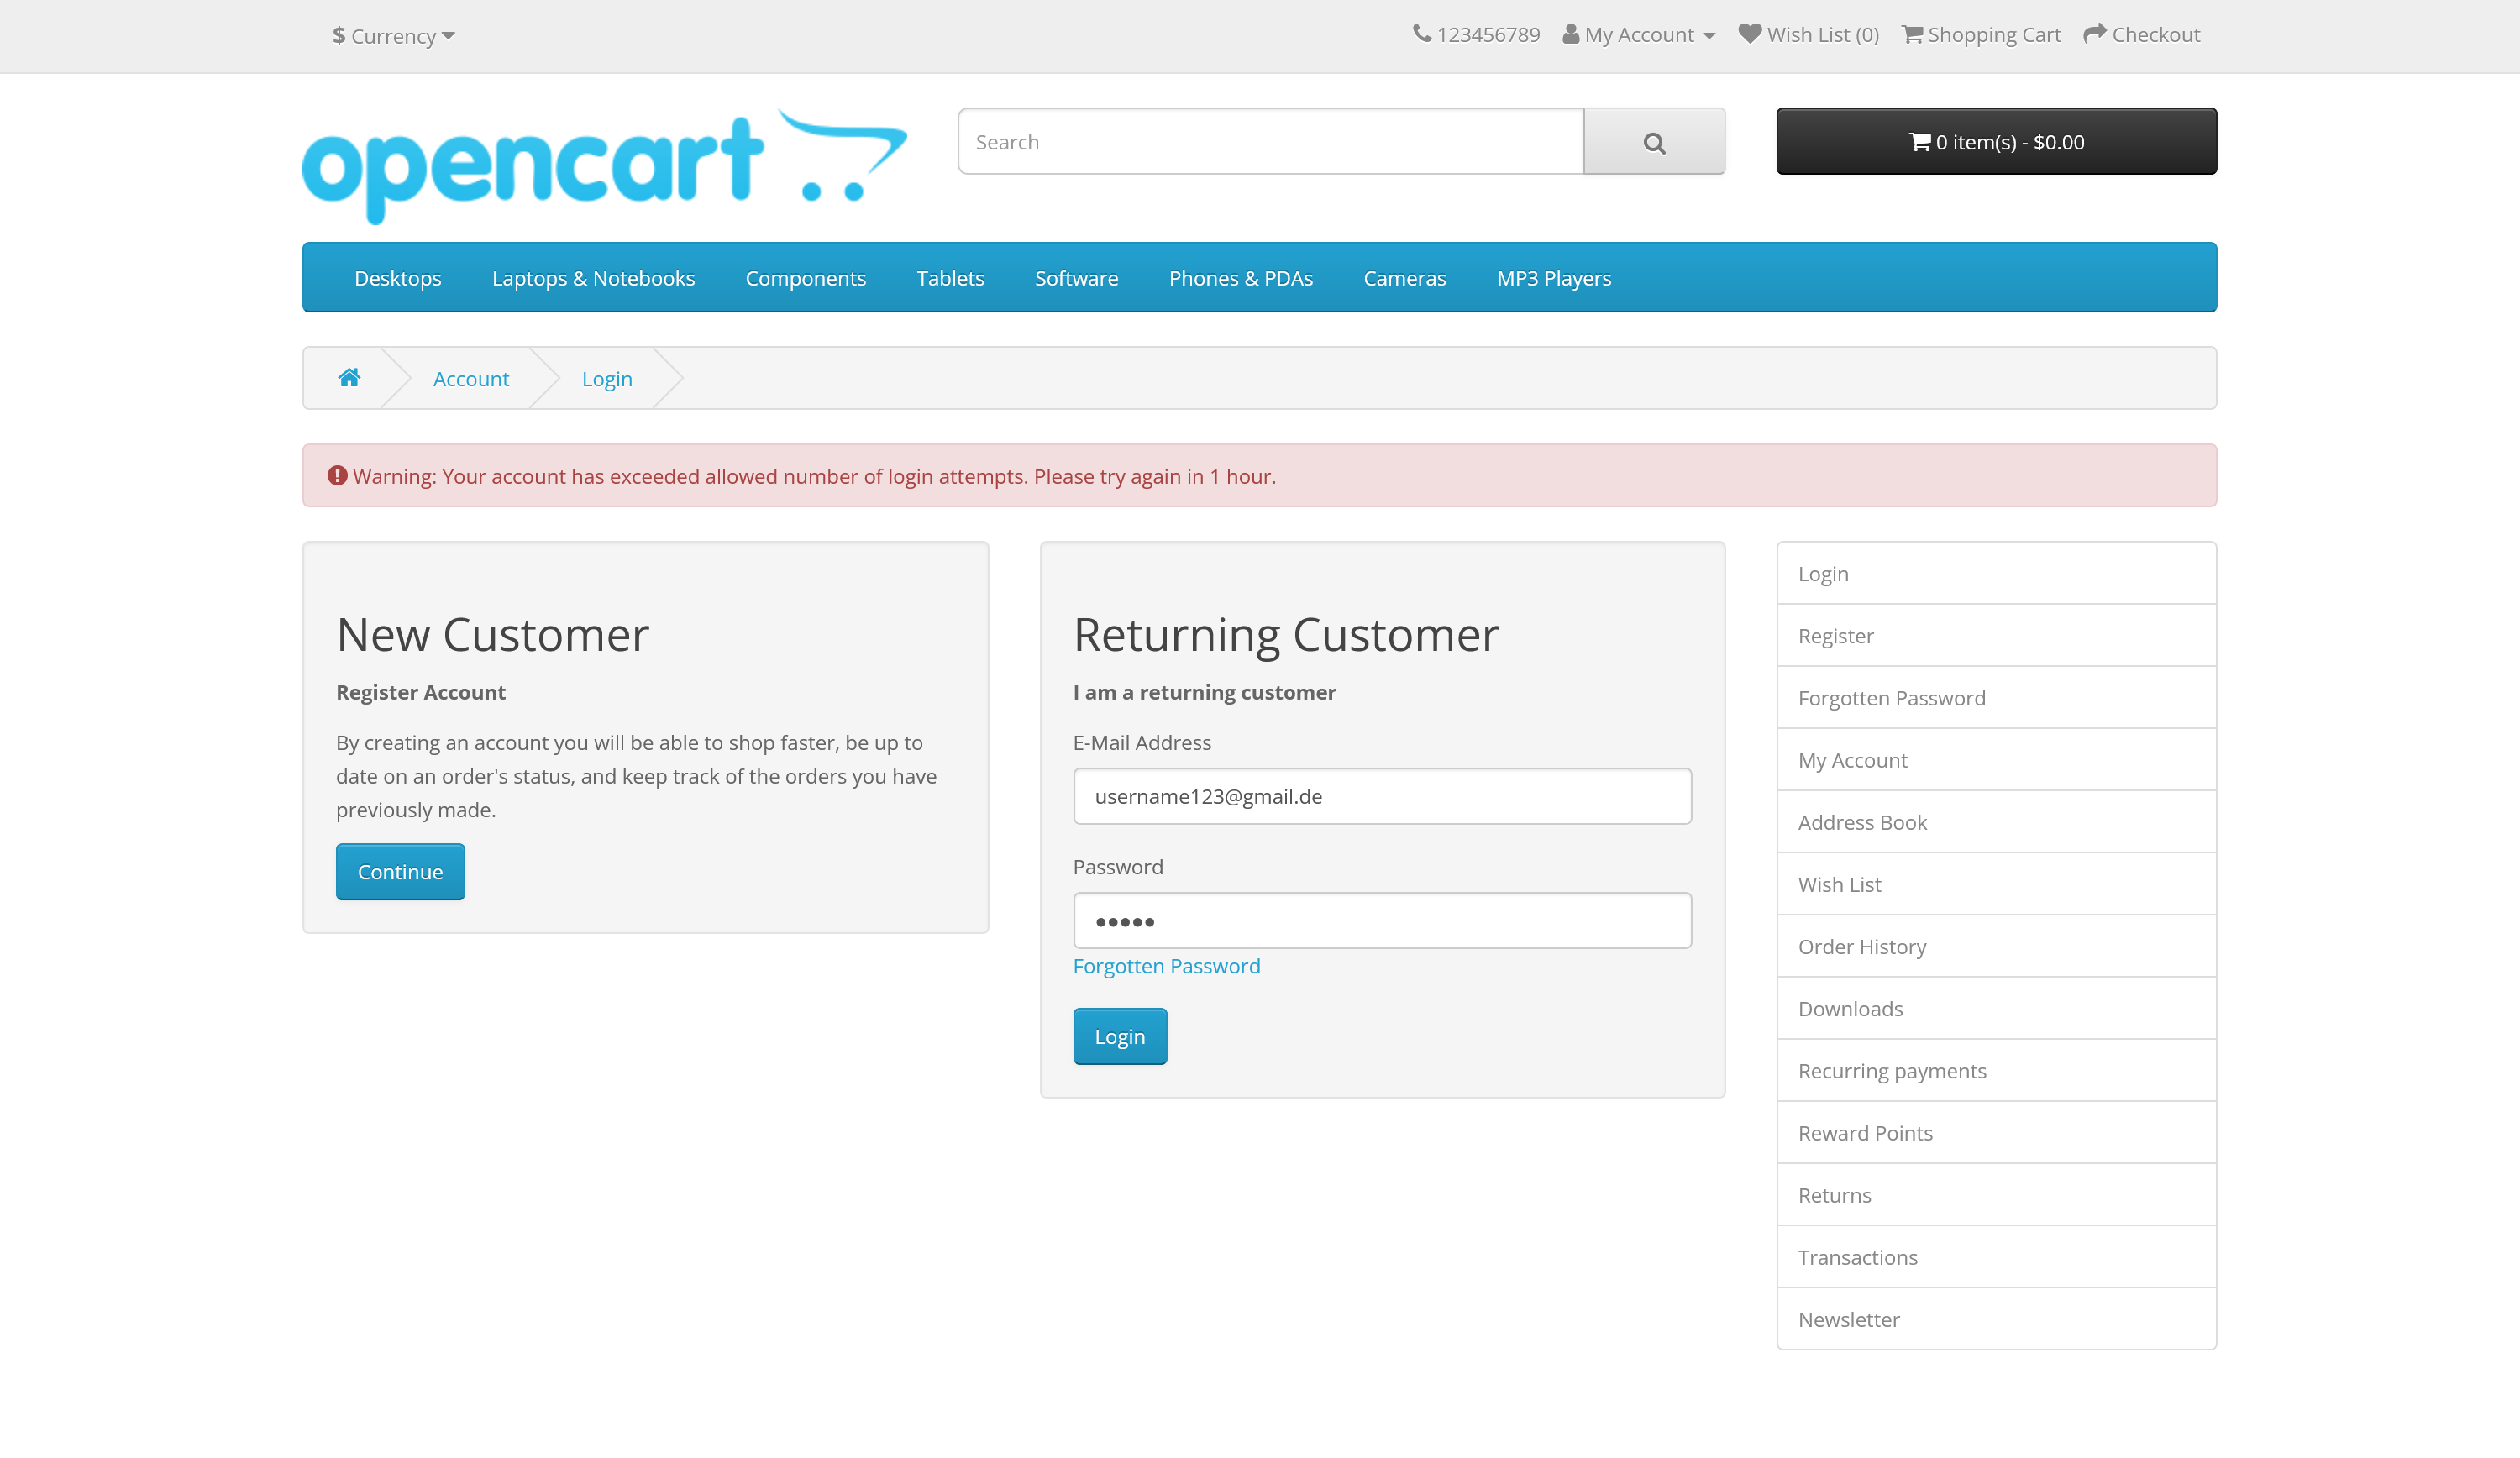 $ Currency
123456789 My Account Wish List (0) Shopping Cart Checkout
opencart
Search
0 item(s) - $0.00
Desktops Laptops & Notebooks Components Tablets Software Phones & PDAs Cameras MP3 Players
Account Login
Warning: Your account has exceeded allowed number of login attempts. Please try again in 1 hour.
New Customer
Register Account
By creating an account you will be able to shop faster, be up to
date on an order's status, and keep track of the orders you have
previously made.
Continue
Returning Customer
I am a returning customer
E-Mail Address
username123@gmail.de
Password
•••••
Forgotten Password
Login
Login
Register
Forgotten Password
My Account
Address Book
Wish List
Order History
Downloads
Recurring payments
Reward Points
Returns
Transactions
Newsletter